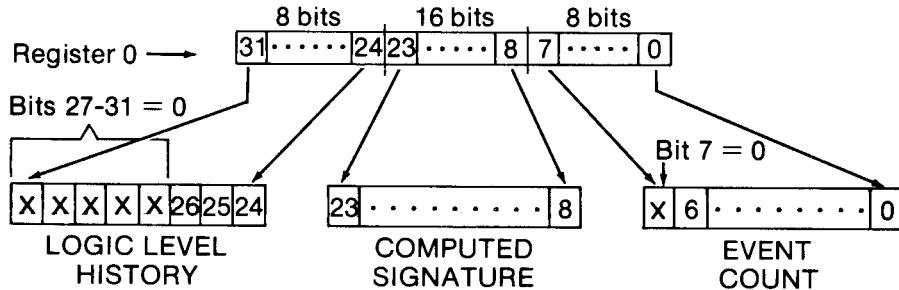 8 bits 16 bits 8 bits
Register 0 31 ...... 24 23 ..... 8 7 ..... 0
Bits 27-31 = 0
Bit 7 = 0
X X X X X 26 25 24 23 ......... 8 X 6 ........ 0
LOGIC LEVEL COMPUTED EVENT
HISTORY SIGNATURE COUNT